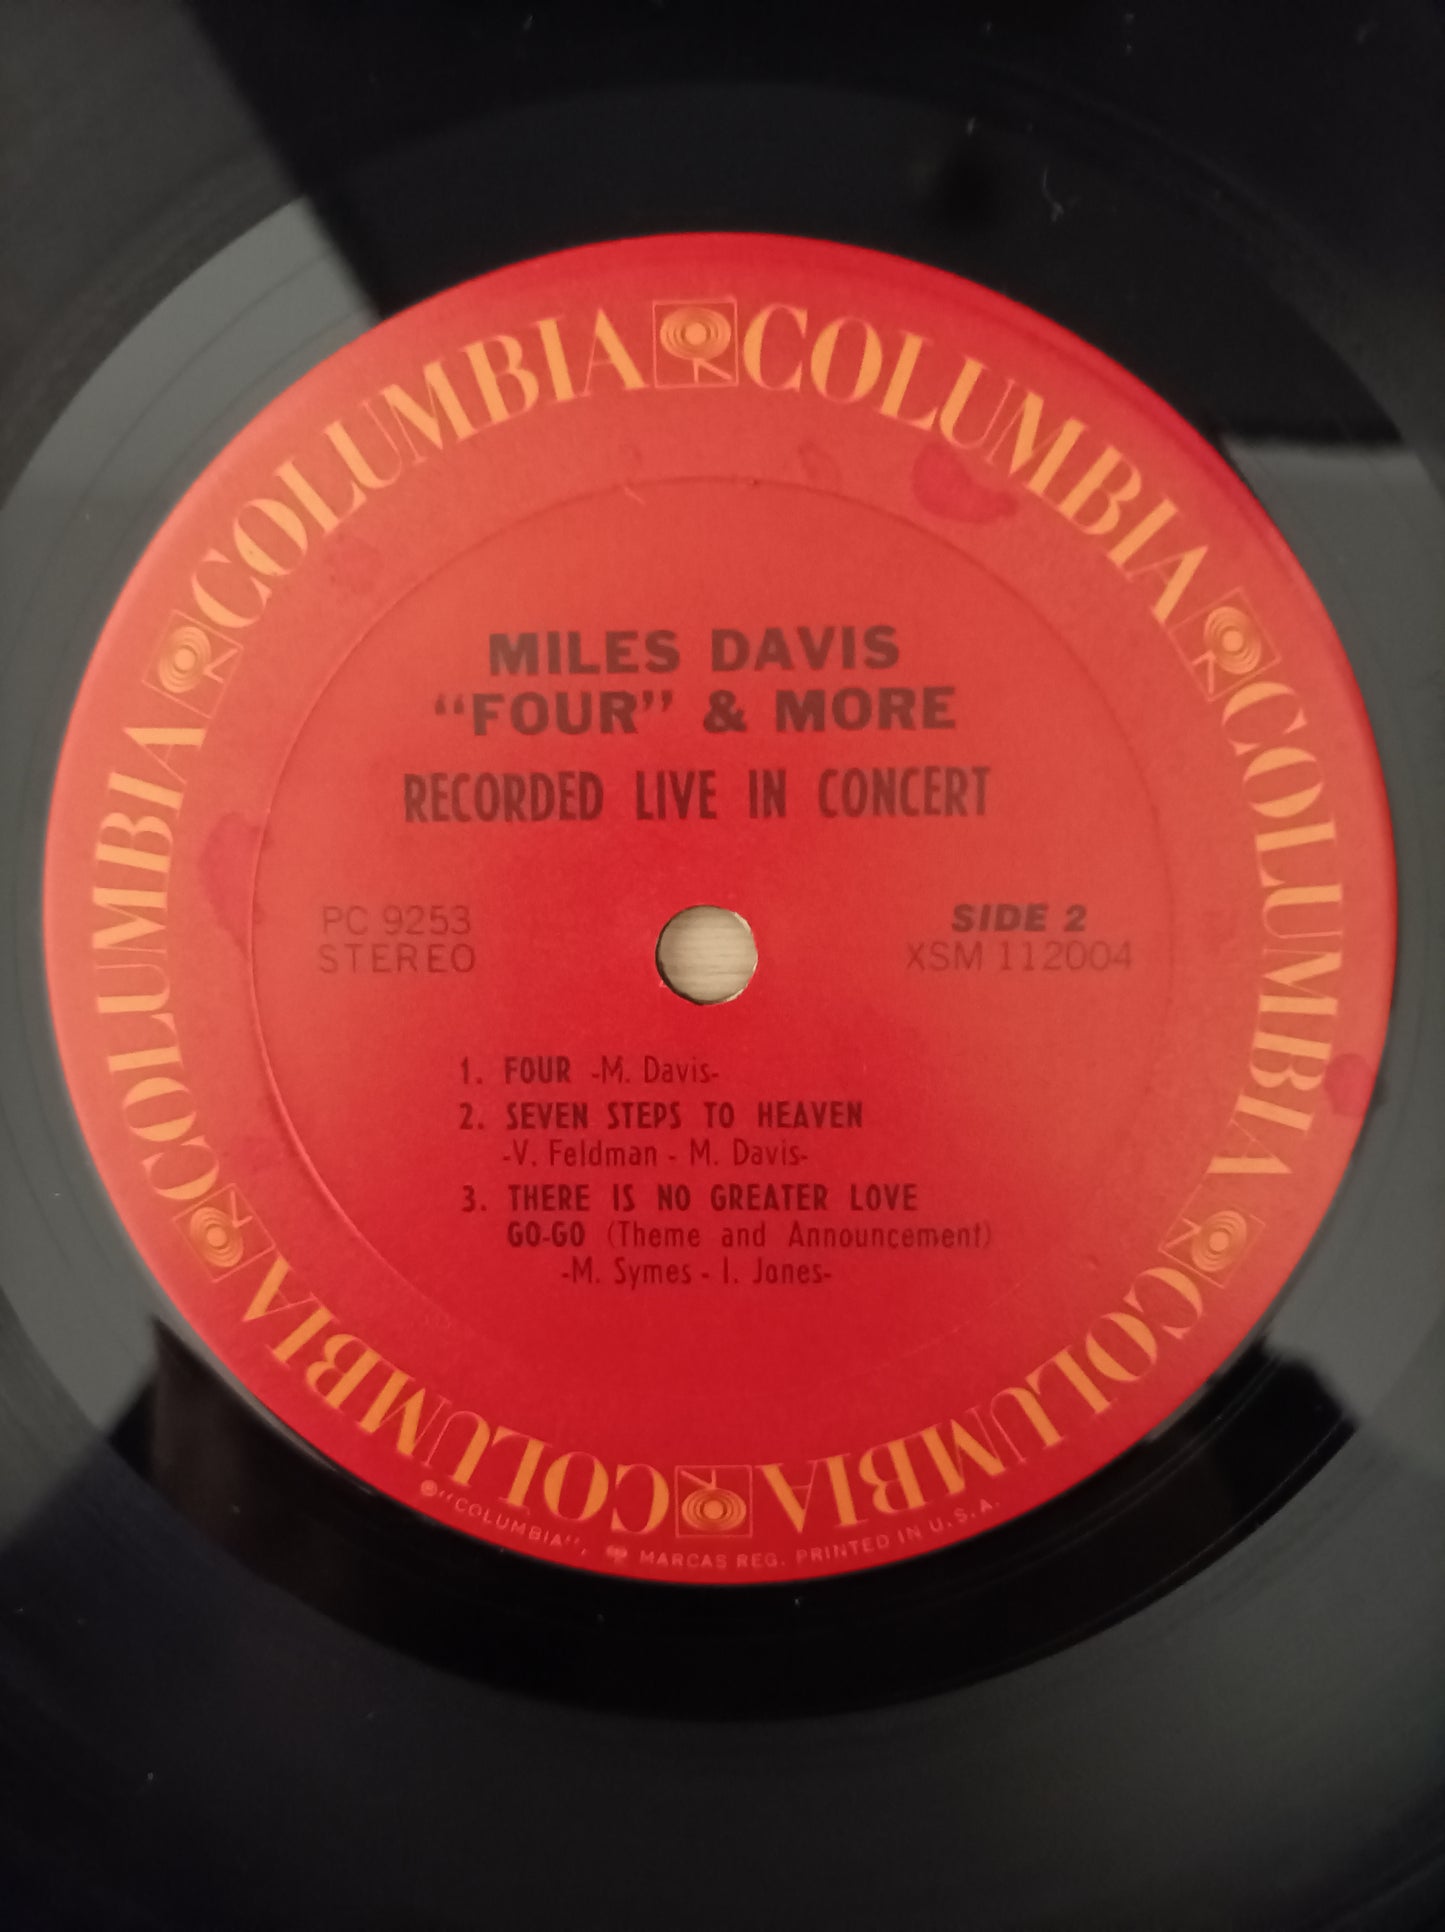 COLUMBIA COLUMBIA COLUMBIA COLUMBIA COLUMBIA COLUMBIA
MILES DAVIS
“FOUR” & MORE
RECORDED LIVE IN CONCERT
PC 9253
STEREO
SIDE 2
XSM 112004
1. FOUR -M. Davis-
2. SEVEN STEPS TO HEAVEN
-V. Feldman - M. Davis-
3. THERE IS NO GREATER LOVE
GO-GO (Theme and Announcement)
-M. Symes - I. Jones-
®“COLUMBIA”, MARCAS REG. PRINTED IN U.S.A.